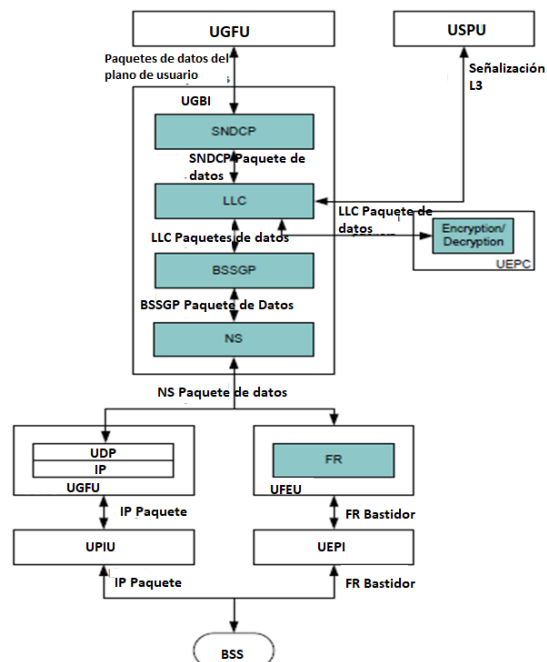 UGFU
USPU
Paquetes de datos del
plano de usuario
Señalización
L3
UGBI
SNDCP
SNDCP Paquete de
datos
LLC
LLC Paquete de
datos
Encryption/
Decryption
UEPC
LLC Paquetes de datos
BSSGP
BSSGP Paquete de Datos
NS
NS Paquete de datos
UDP
IP
UGFU
FR
UFEU
IP Paquete
FR Bastidor
UPIU
UEPI
IP Paquete
FR Bastidor
BSS